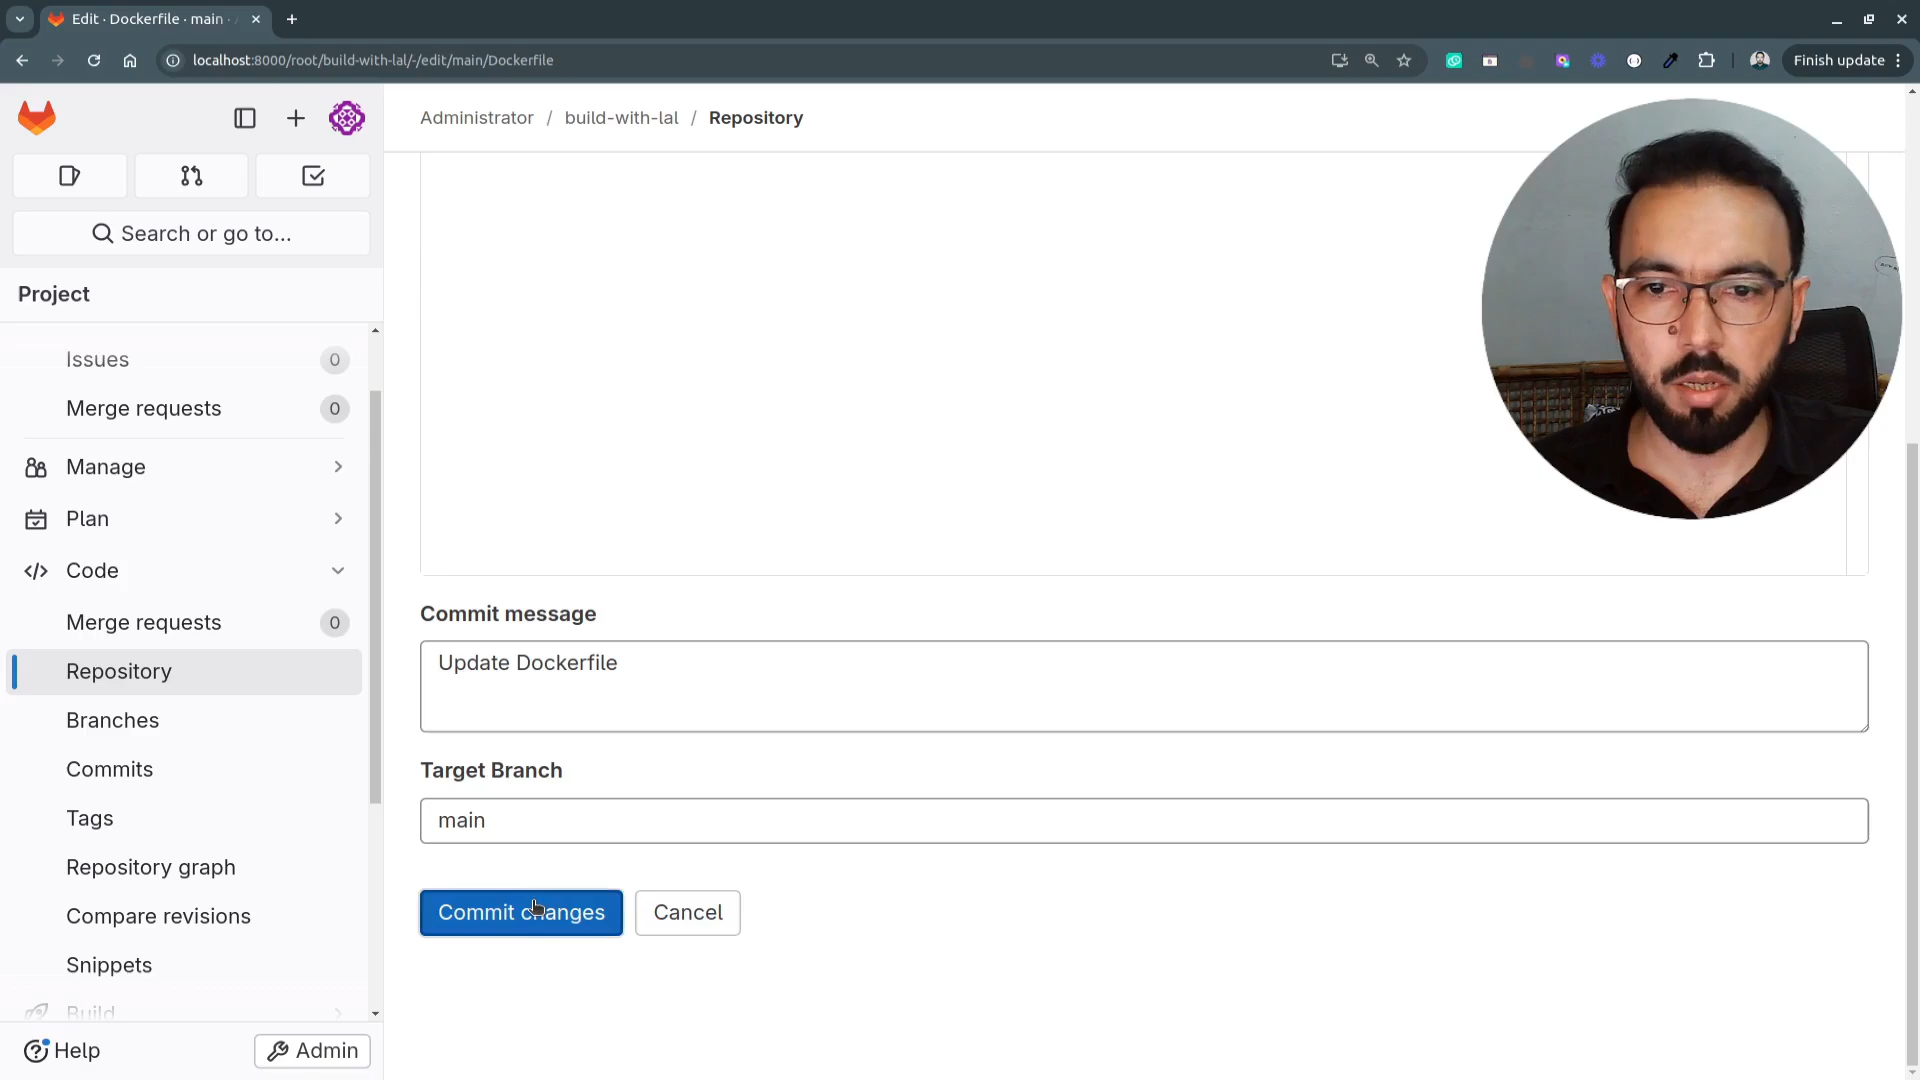 Edit · Dockerfile · main ·
localhost:8000/root/build-with-lal/-/edit/main/Dockerfile
Finish update
Administrator / build-with-lal / Repository
Search or go to...
Project
Issues 0
Merge requests 0
Manage
Plan
Code
Merge requests 0
Repository
Branches
Commits
Tags
Repository graph
Compare revisions
Snippets
Build
Help
Admin
Commit message
Update Dockerfile
Target Branch
main
Commit changes
Cancel